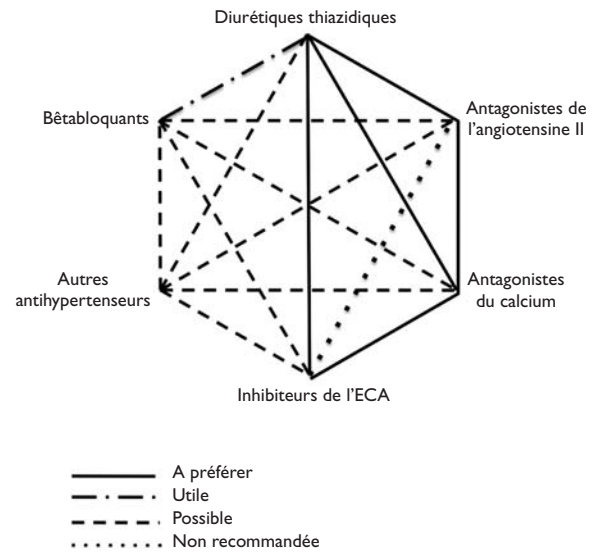 Diurétiques thiazidiques
Bêtabloquants
Antagonistes de
l'angiotensine II
Autres
antihypertenseurs
Antagonistes
du calcium
Inhibiteurs de l'ECA
A préférer
Utile
Possible
Non recommandée